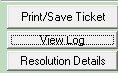 Print/Save Ticket
View Log
Resolution Details